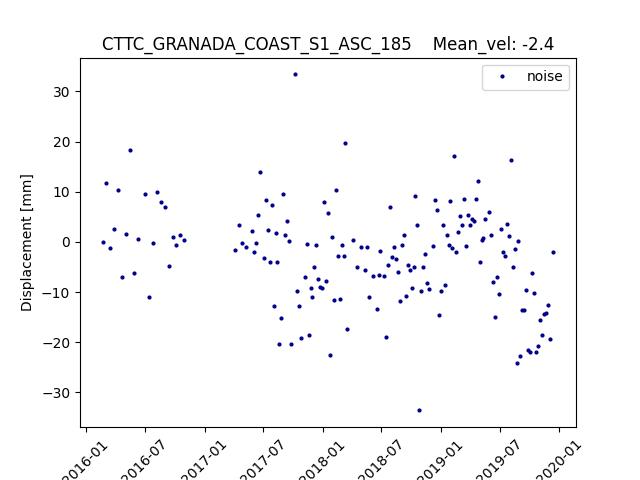 CTTC_GRANADA_COAST_S1_ASC_185 Mean_vel: -2.4
noise
Displacement [mm]
30
20
10
0
−10
−20
−30
2016-01 2016-07 2017-01 2017-07 2018-01 2018-07 2019-01 2019-07 2020-01